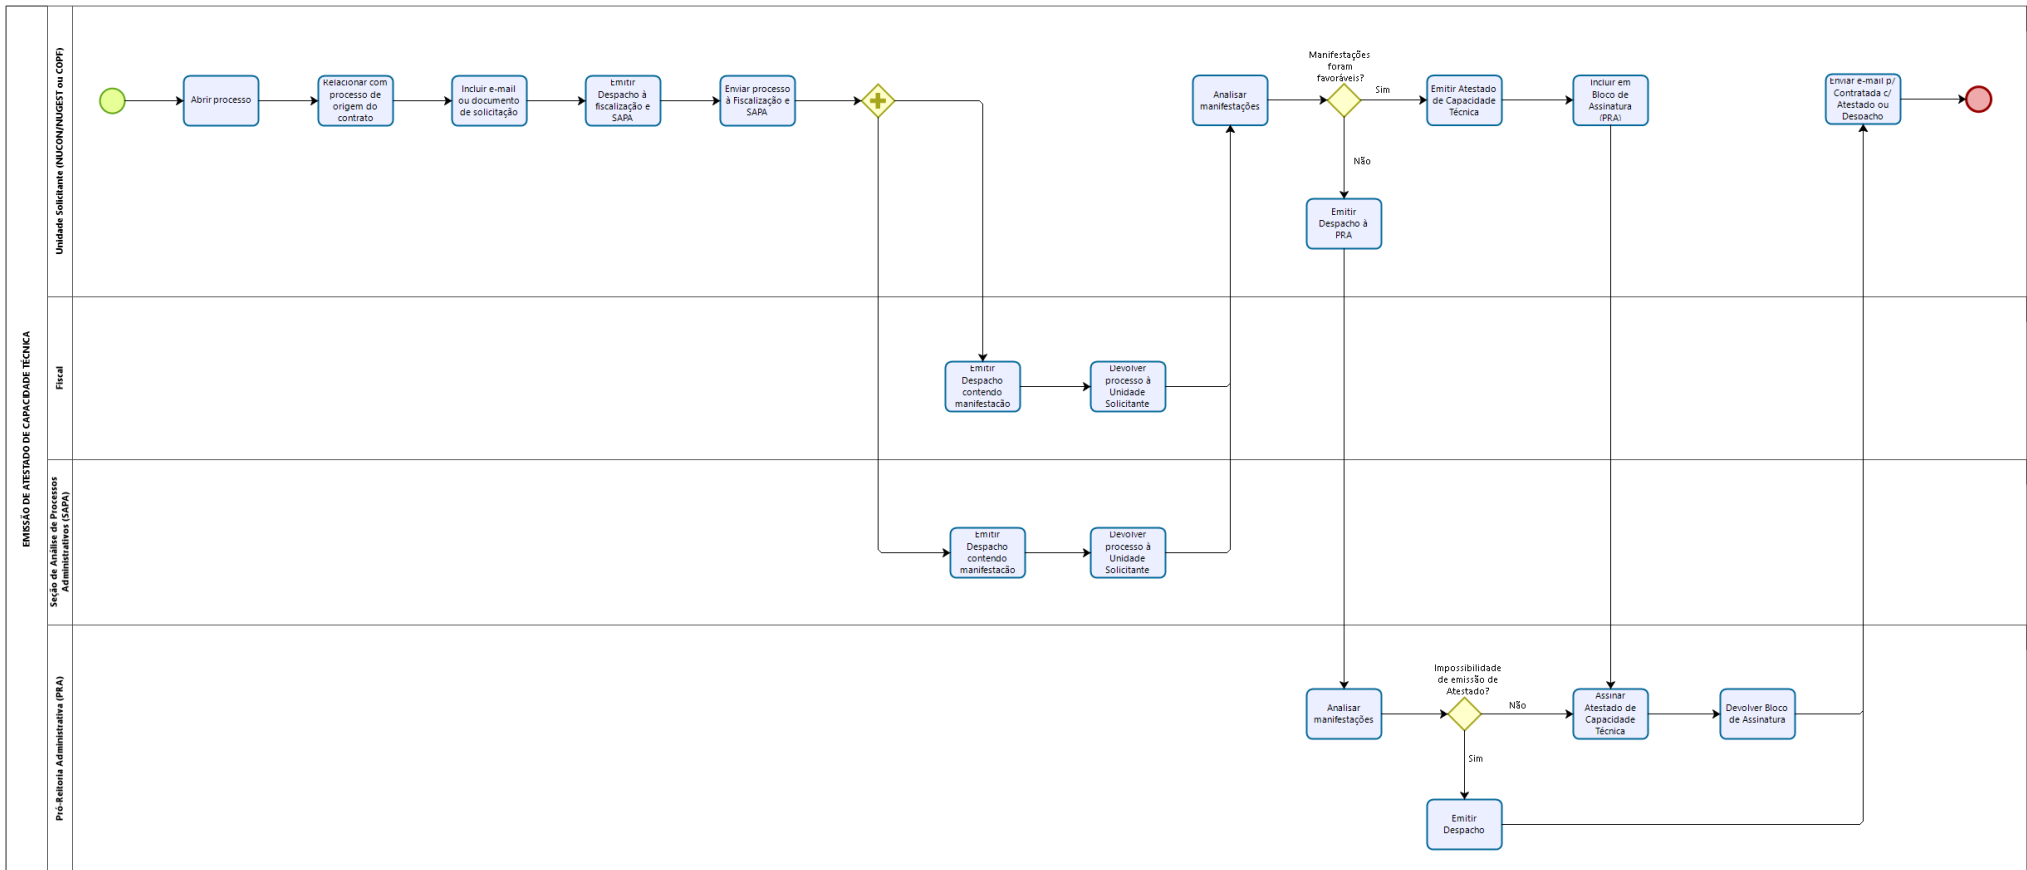 EMISSÃO DE ATESTADO DE CAPACIDADE TÉCNICA
Unidade Solicitante (NUCON/NUGEST ou COPF)
Abrir processo
Relacionar com
processo de
origem do
contrato
Incluir e-mail
ou documento
de solicitação
Emitir
Despacho à
fiscalização e
SAPA
Enviar processo
à Fiscalização e
SAPA
Analisar
manifestações
Manifestações
foram
favoráveis?
Sim
Não
Emitir Atestado
de Capacidade
Técnica
Incluir em
Bloco de
Assinatura
(PRA)
Enviar e-mail p/
Contratada c/
Atestado ou
Despacho
Emitir
Despacho à
PRA
Fiscal
Emitir
Despacho
contendo
manifestacão
Devolver
processo à
Unidade
Solicitante
Seção de Análise de Processos
Administrativos (SAPA)
Emitir
Despacho
contendo
manifestacão
Devolver
processo à
Unidade
Solicitante
Pró-Reitoria Administrativa (PRA)
Analisar
manifestações
Impossibilidade
de emissão de
Atestado?
Não
Sim
Assinar
Atestado de
Capacidade
Técnica
Devolver Bloco
de Assinatura
Emitir
Despacho